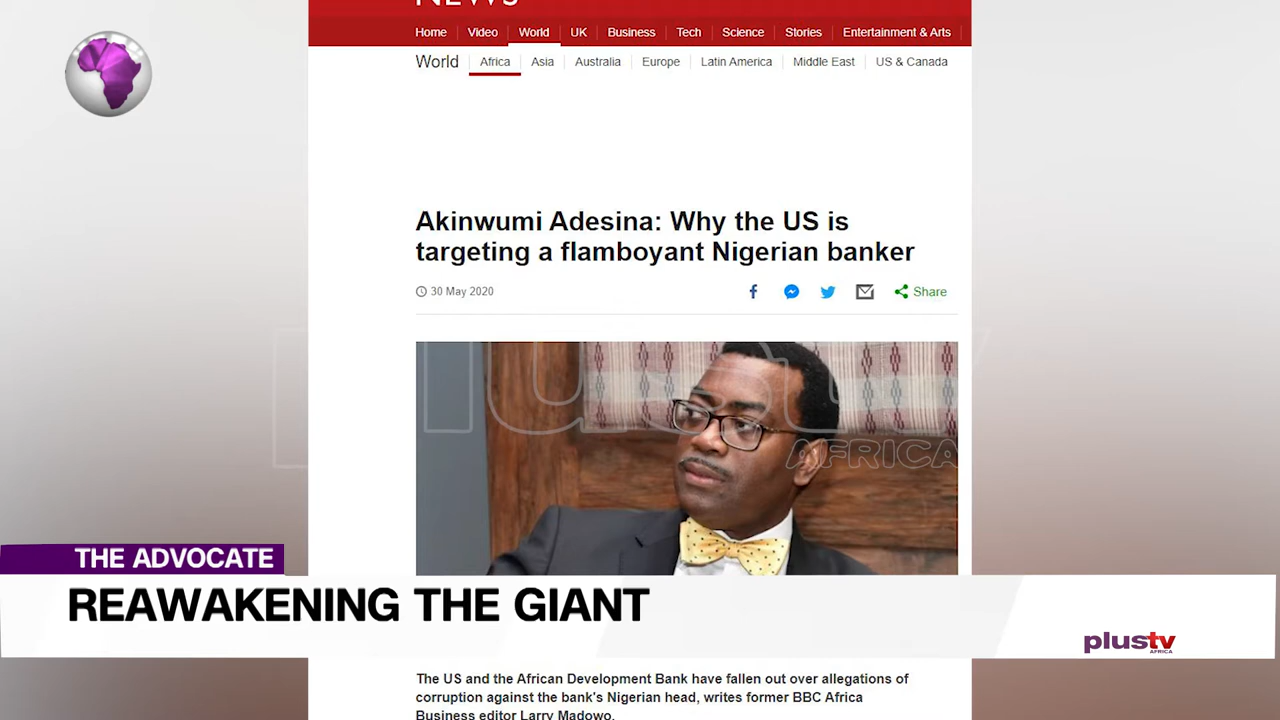 NEWS
Home Video World UK Business Tech Science Stories Entertainment & Arts
World Africa Asia Australia Europe Latin America Middle East US & Canada
Akinwumi Adesina: Why the US is
targeting a flamboyant Nigerian banker
30 May 2020
Share
plustv
AFRICA
THE ADVOCATE
REAWAKENING THE GIANT
plustv
AFRICA
The US and the African Development Bank have fallen out over allegations of
corruption against the bank's Nigerian head, writes former BBC Africa
Business editor Larry Madowo.